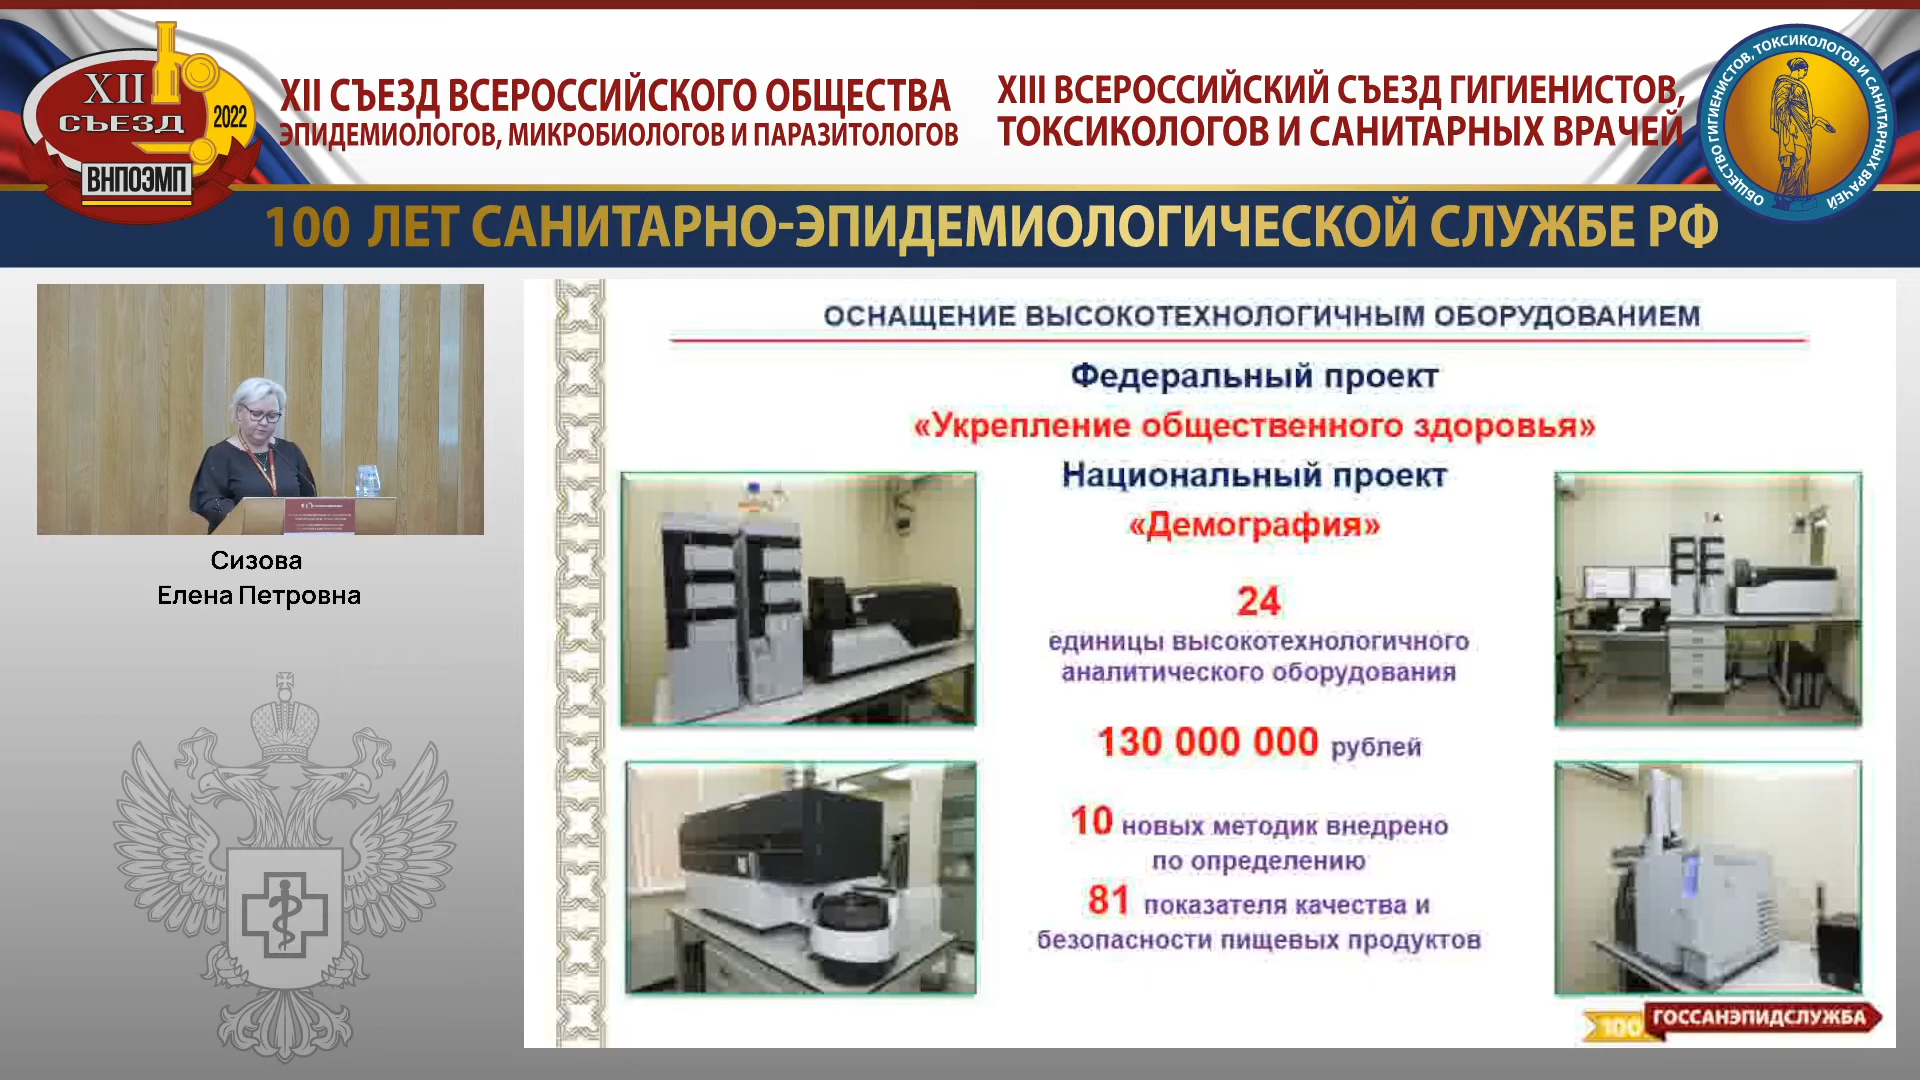 XII
СЪЕЗД
2022
ВНПОЭМП
XII СЪЕЗД ВСЕРОССИЙСКОГО ОБЩЕСТВА
ЭПИДЕМИОЛОГОВ, МИКРОБИОЛОГОВ И ПАРАЗИТОЛОГОВ
XIII ВСЕРОССИЙСКИЙ СЪЕЗД ГИГИЕНИСТОВ,
ТОКСИКОЛОГОВ И САНИТАРНЫХ ВРАЧЕЙ
ОБЩЕСТВО ГИГИЕНИСТОВ, ТОКСИКОЛОГОВ И САНИТАРНЫХ ВРАЧЕЙ
100 ЛЕТ САНИТАРНО-ЭПИДЕМИОЛОГИЧЕСКОЙ СЛУЖБЕ РФ
Сизова
Елена Петровна
ОСНАЩЕНИЕ ВЫСОКОТЕХНОЛОГИЧНЫМ ОБОРУДОВАНИЕМ
Федеральный проект
«Укрепление общественного здоровья»
Национальный проект
«Демография»
24
единицы высокотехнологичного
аналитического оборудования
130 000 000 рублей
10 новых методик внедрено
по определению
81 показателя качества и
безопасности пищевых продуктов
100
ГОССАНЭПИДСЛУЖБА